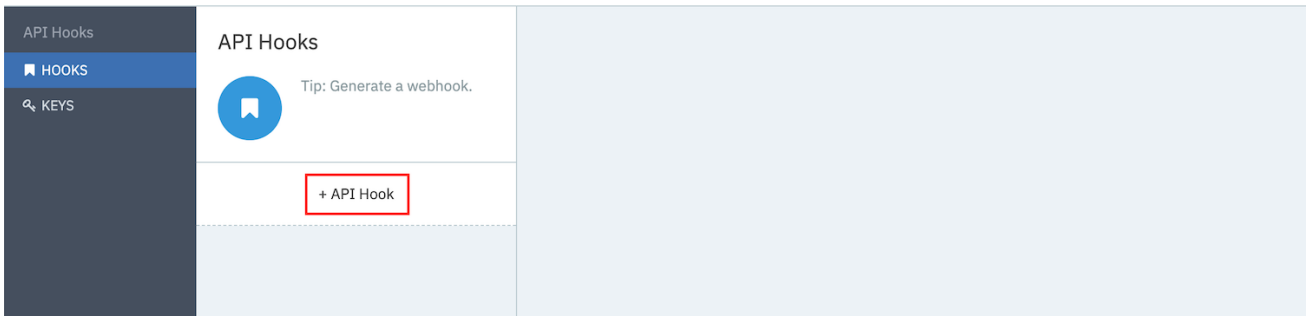 API Hooks
HOOKS
KEYS
API Hooks
Tip: Generate a webhook.
+ API Hook